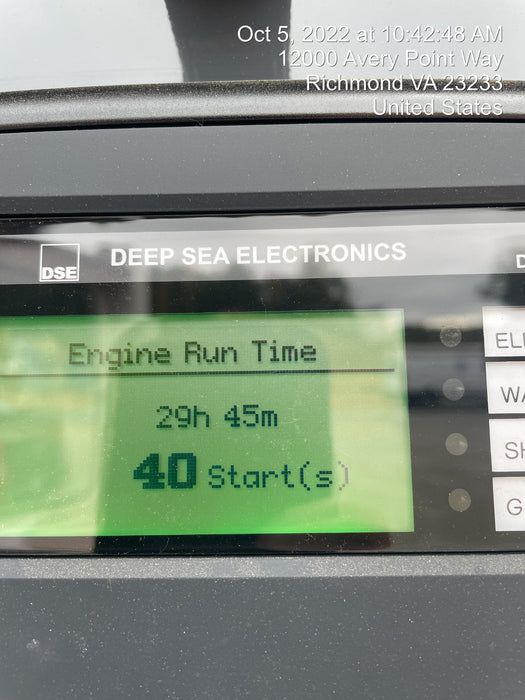 Oct 5, 2022 at 10:42:48 AM
12000 Avery Point Way
Richmond VA 23233
United States
DSE
DEEP SEA ELECTRONICS
Engine Run Time
29h 45m
40 Start(s)